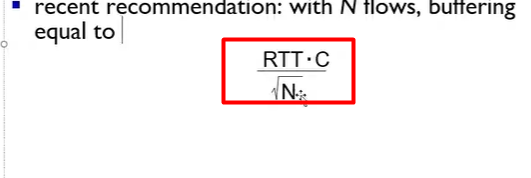 recent recommendation: with N flows, buffering
equal to
RTT·C
√N